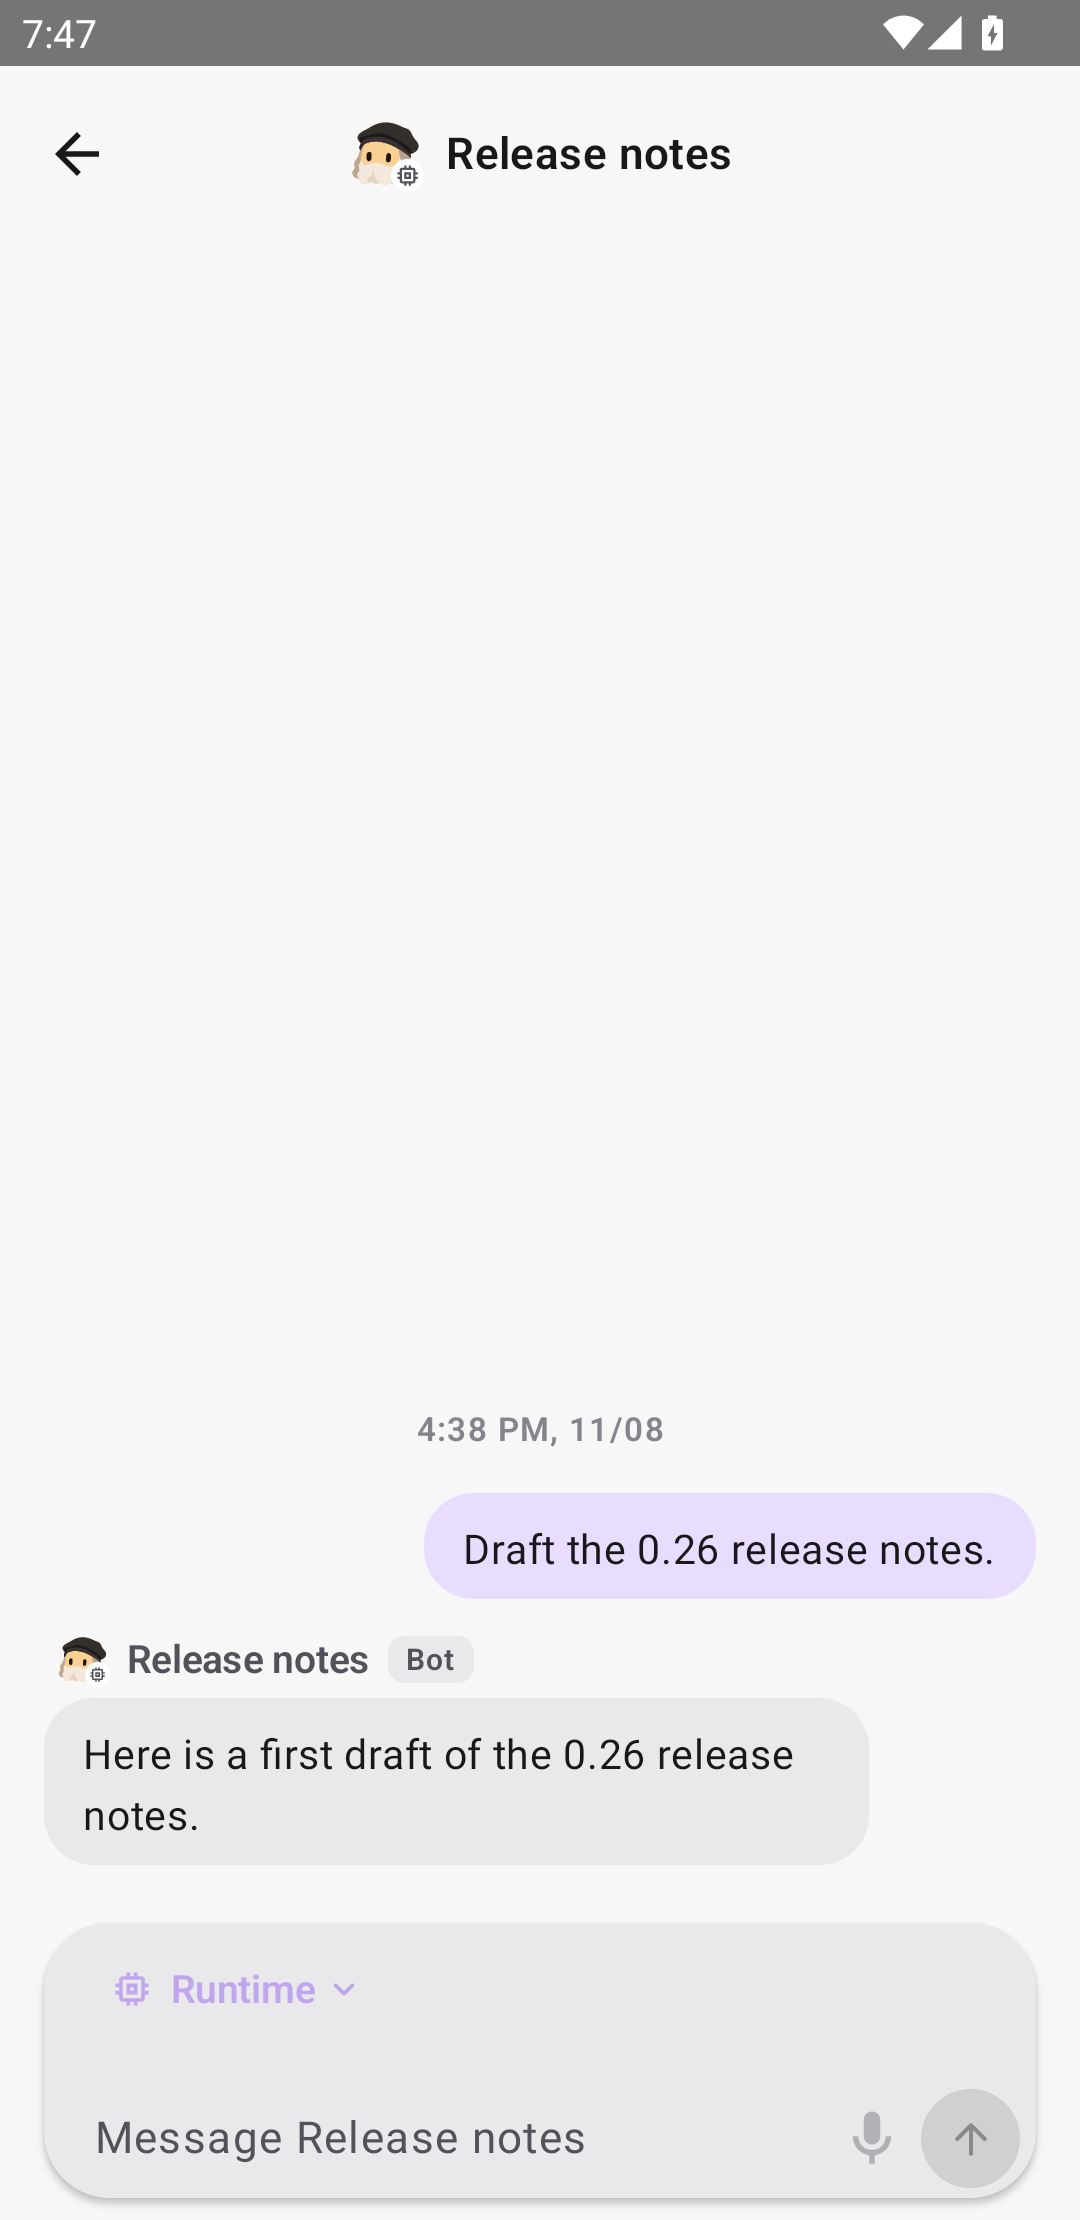 7:47
Release notes
4:38 PM, 11/08
Draft the 0.26 release notes.
Release notes Bot
Here is a first draft of the 0.26 release
notes.
Runtime
Message Release notes